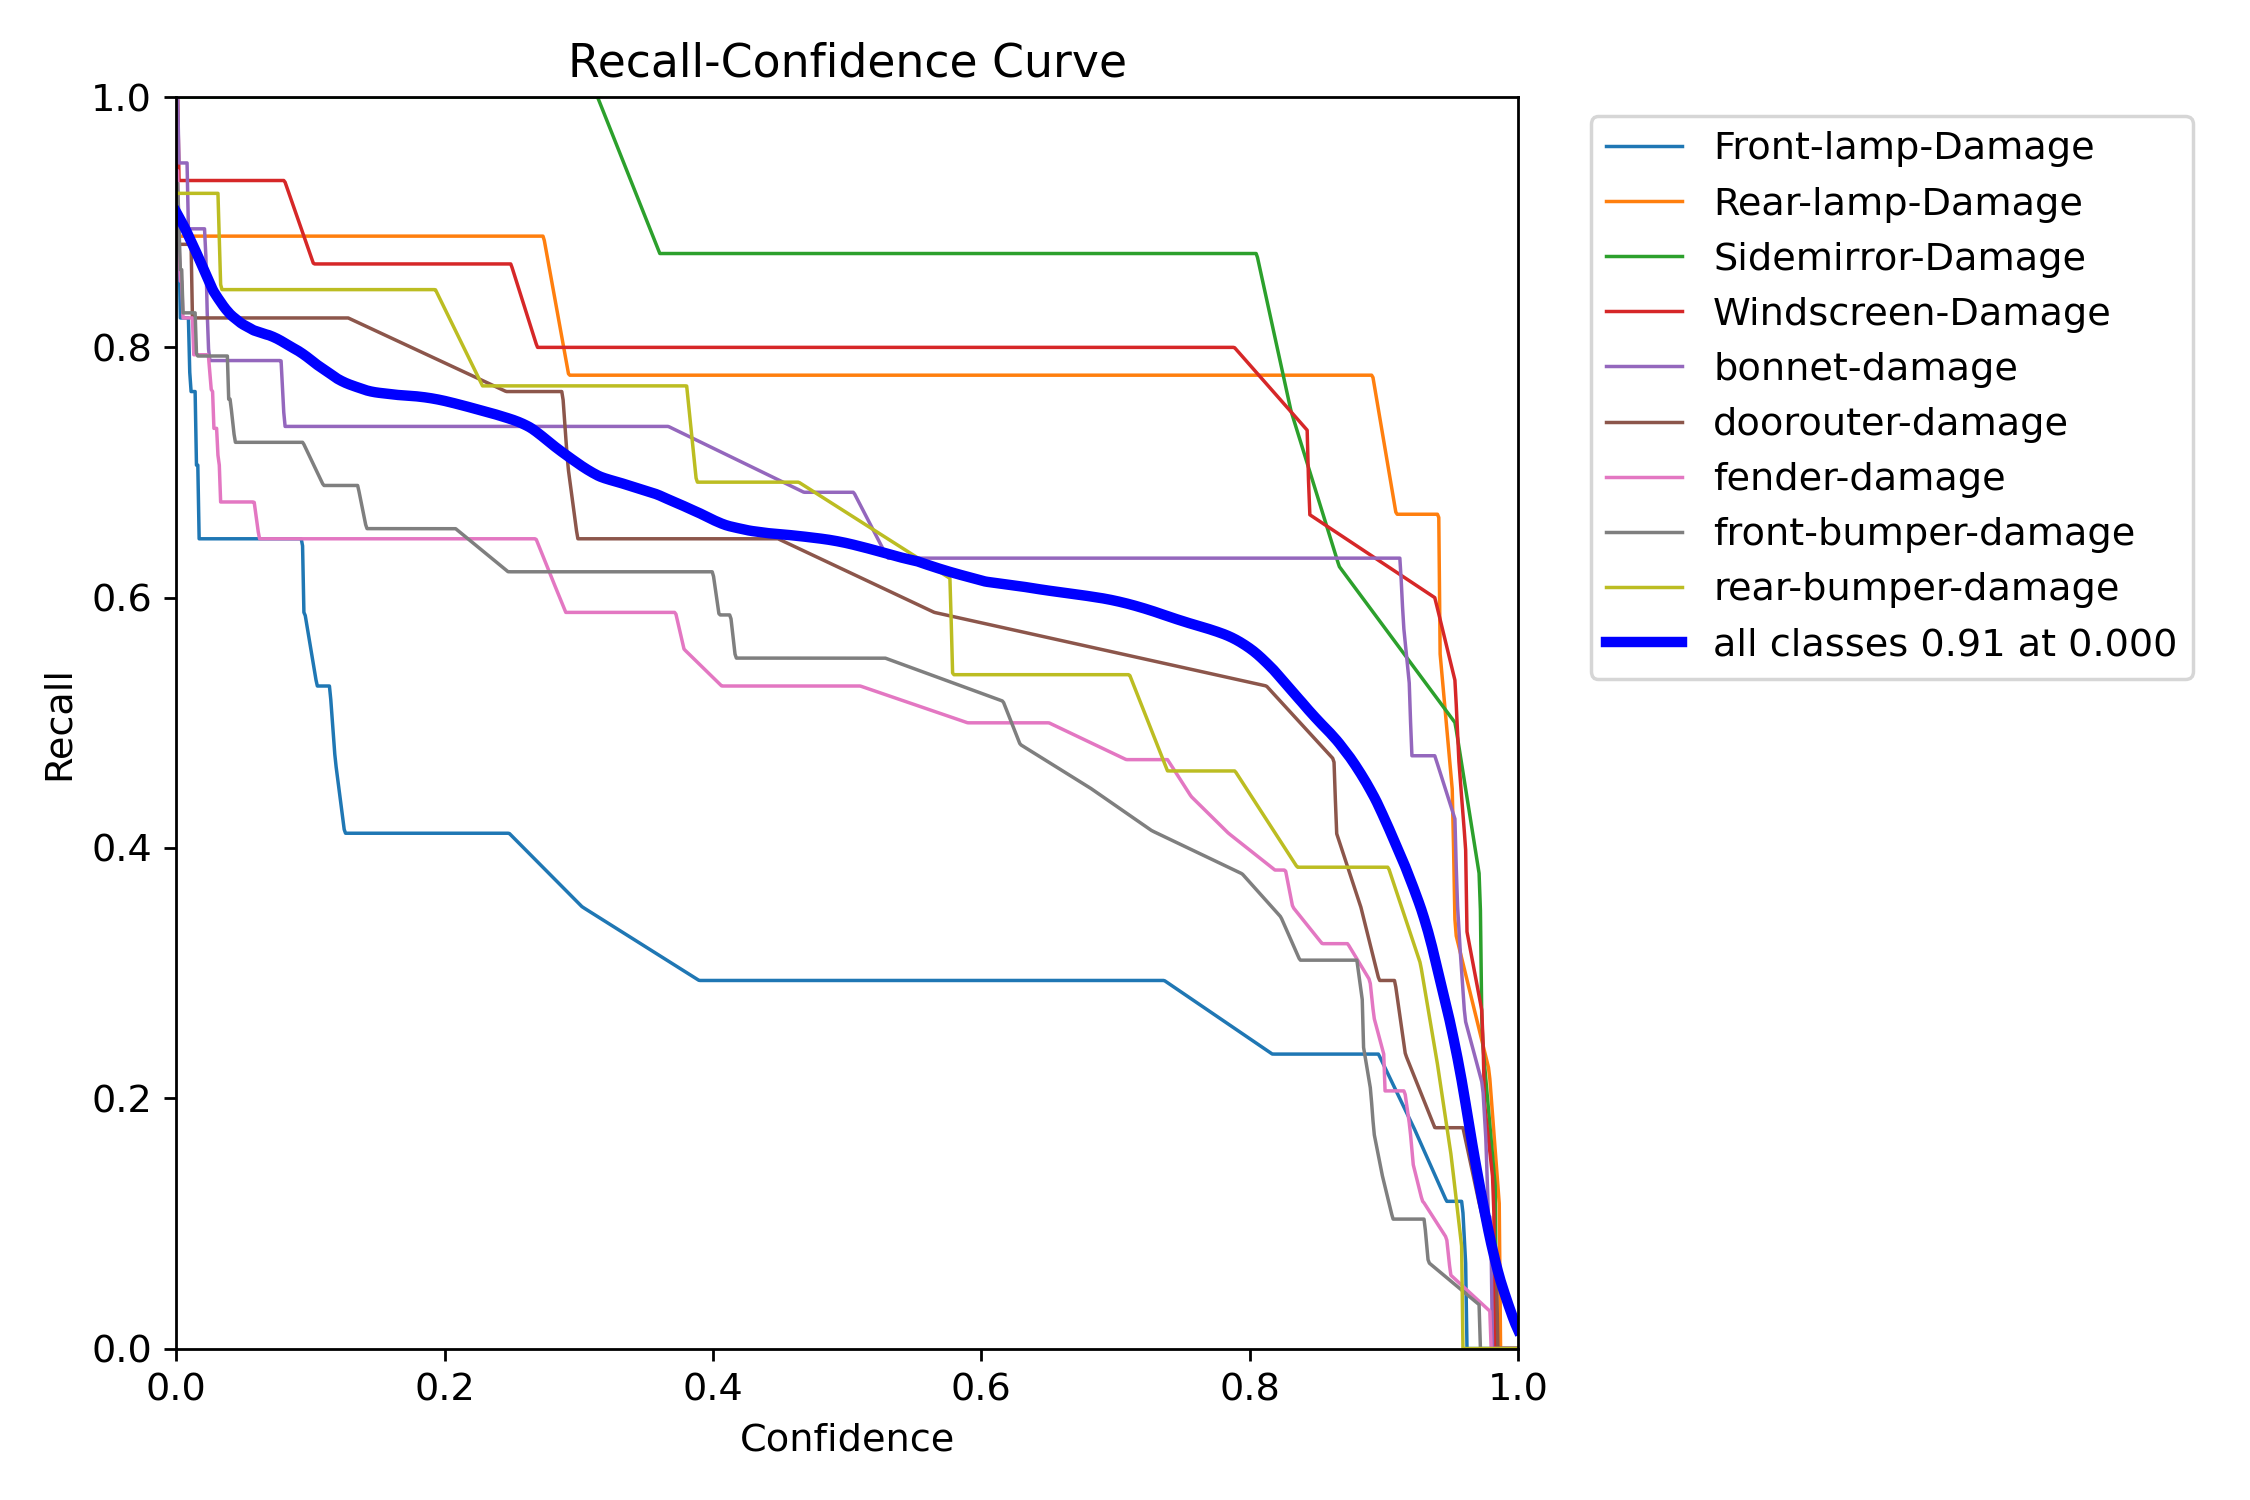 Recall-Confidence Curve
1.0
0.8
0.6
0.4
0.2
0.0
Recall
0.0 0.2 0.4 0.6 0.8 1.0
Confidence
Front-lamp-Damage
Rear-lamp-Damage
Sidemirror-Damage
Windscreen-Damage
bonnet-damage
doorouter-damage
fender-damage
front-bumper-damage
rear-bumper-damage
all classes 0.91 at 0.000